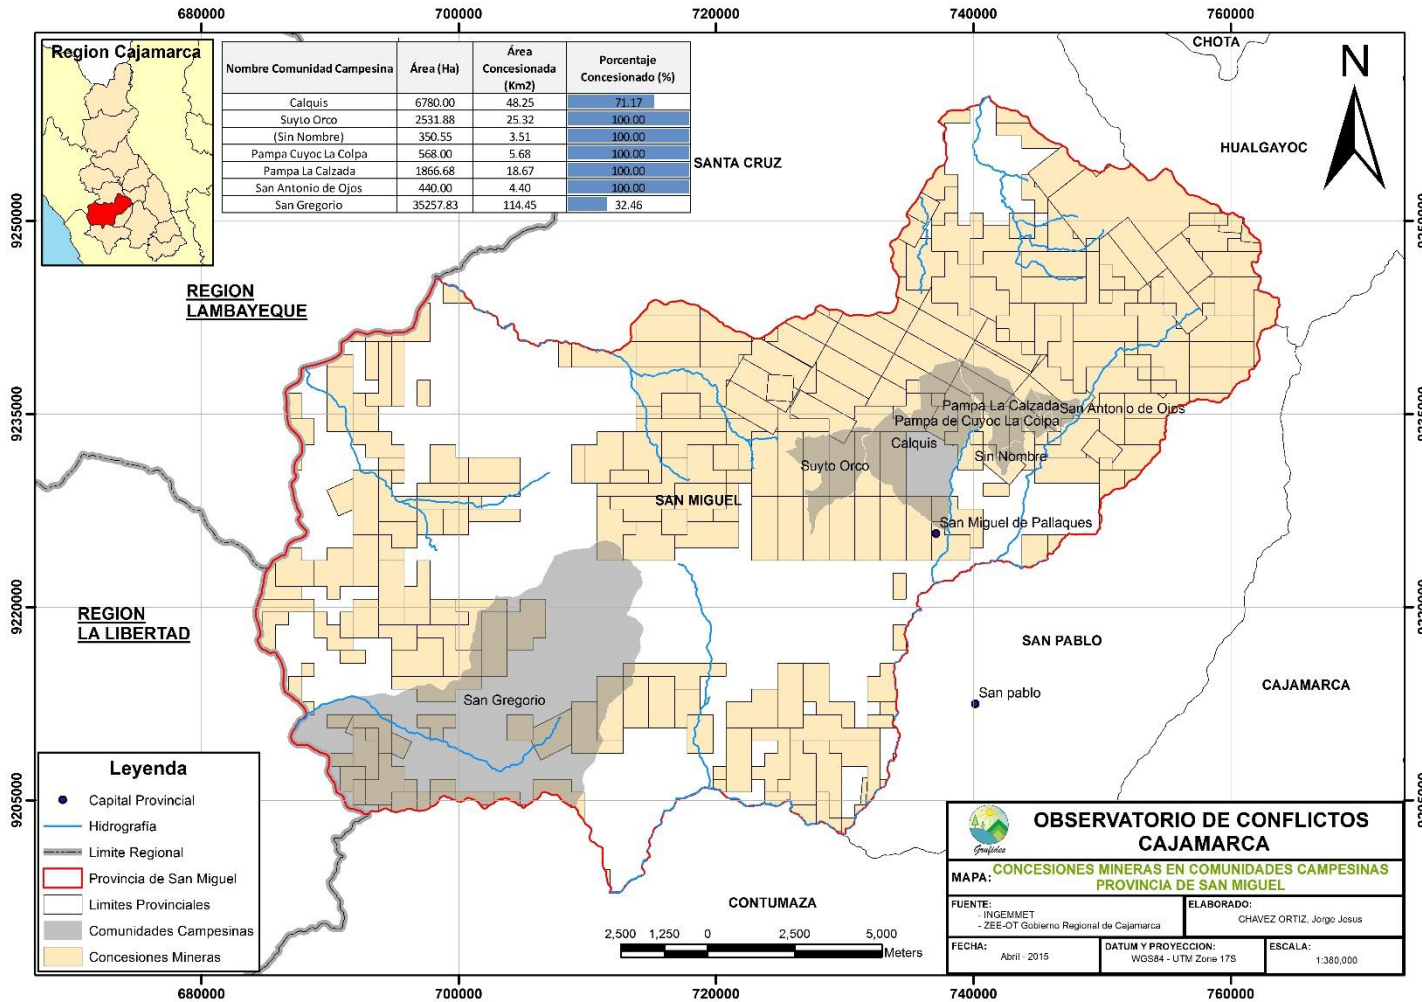 680000
700000
720000
740000
760000
Region Cajamarca
Nombre Comunidad Campesina Área (Ha) Área Concesionada (Km2) Porcentaje Concesionado (%)
Calquis 6780.00 48.25 71.17
Suyto Orco 2531.88 25.32 100.00
(Sin Nombre) 350.55 3.51 100.00
Pampa Cuyoc La Colpa 568.00 5.68 100.00
Pampa La Calzada 1866.68 18.67 100.00
San Antonio de Ojos 440.00 4.40 100.00
San Gregorio 35257.83 114.45 32.46
CHOTA
N
HUALGAYOC
SANTA CRUZ
9250000
9250000
REGION
LAMBAYEQUE
9235000
9235000
Pampa La Calzada
San Antonio de Ojos
Pampa de Cuyoc La Colpa
Calquis
Sin Nombre
Suyto Orco
SAN MIGUEL
San Miguel de Pallaques
9220000
9220000
REGION
LA LIBERTAD
SAN PABLO
CAJAMARCA
San pablo
San Gregorio
9205000
9205000
CONTUMAZA
Leyenda
Capital Provincial
Hidrografía
Limite Regional
Provincia de San Miguel
Limites Provinciales
Comunidades Campesinas
Concesiones Mineras
2,500 1,250 0 2,500 5,000
Meters
Grufides
OBSERVATORIO DE CONFLICTOS
CAJAMARCA
MAPA: CONCESIONES MINERAS EN COMUNIDADES CAMPESINAS
PROVINCIA DE SAN MIGUEL
FUENTE:
- INGEMMET
- ZEE-OT Gobierno Regional de Cajamarca
ELABORADO:
CHAVEZ ORTIZ, Jorge Jesus
FECHA:
Abril - 2015
DATUM Y PROYECCION:
WGS84 - UTM Zone 17S
ESCALA:
1:380,000
680000
700000
720000
740000
760000